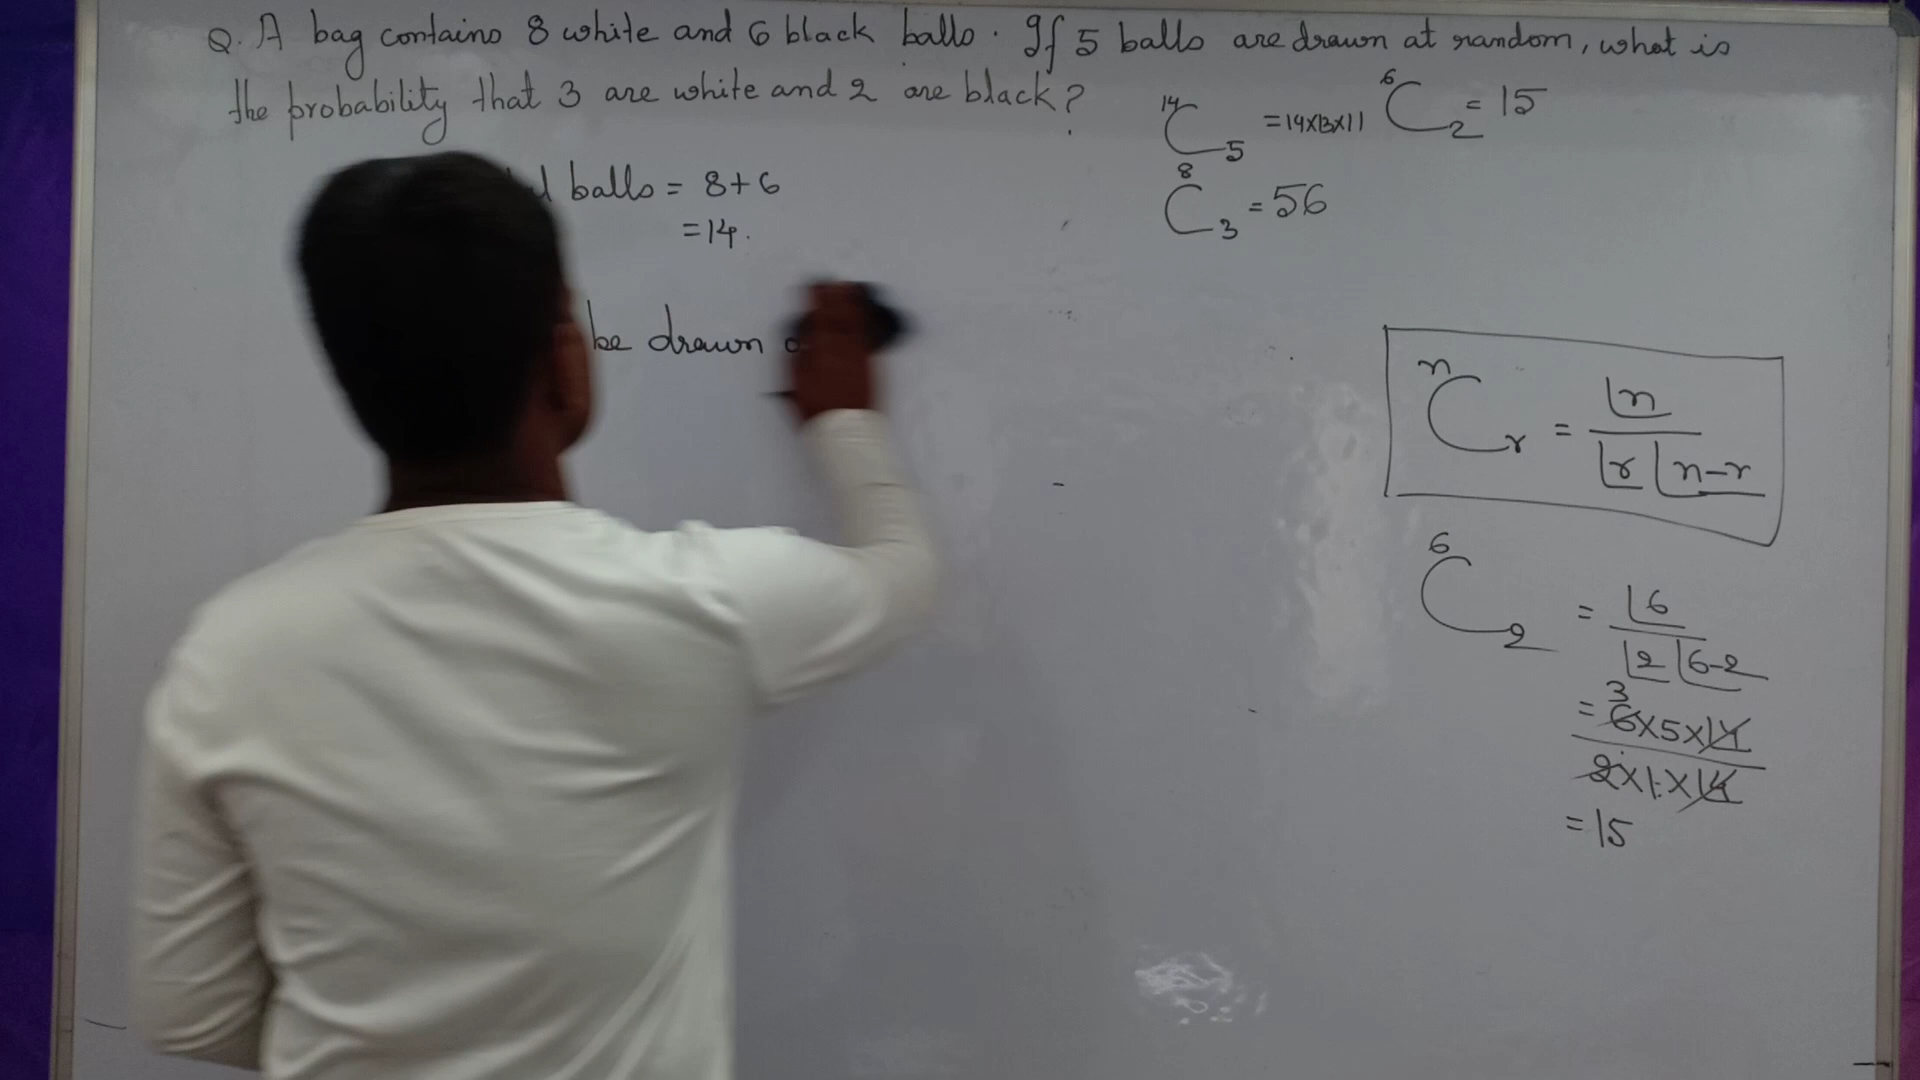 Q. A bag contains 8 white and 6 black balls. If 5 balls are drawn at random, what is
the probability that 3 are white and 2 are black?
balls = 8+6
=14.
be drawn
14C5 =14x13x11
6C2 = 15
8C3 = 56
nCr = ⌊n / ⌊r ⌊n-r
6C2 = ⌊6 / ⌊2 ⌊6-2
= 3 6x5x⌊4 / 2x1x⌊4
=15